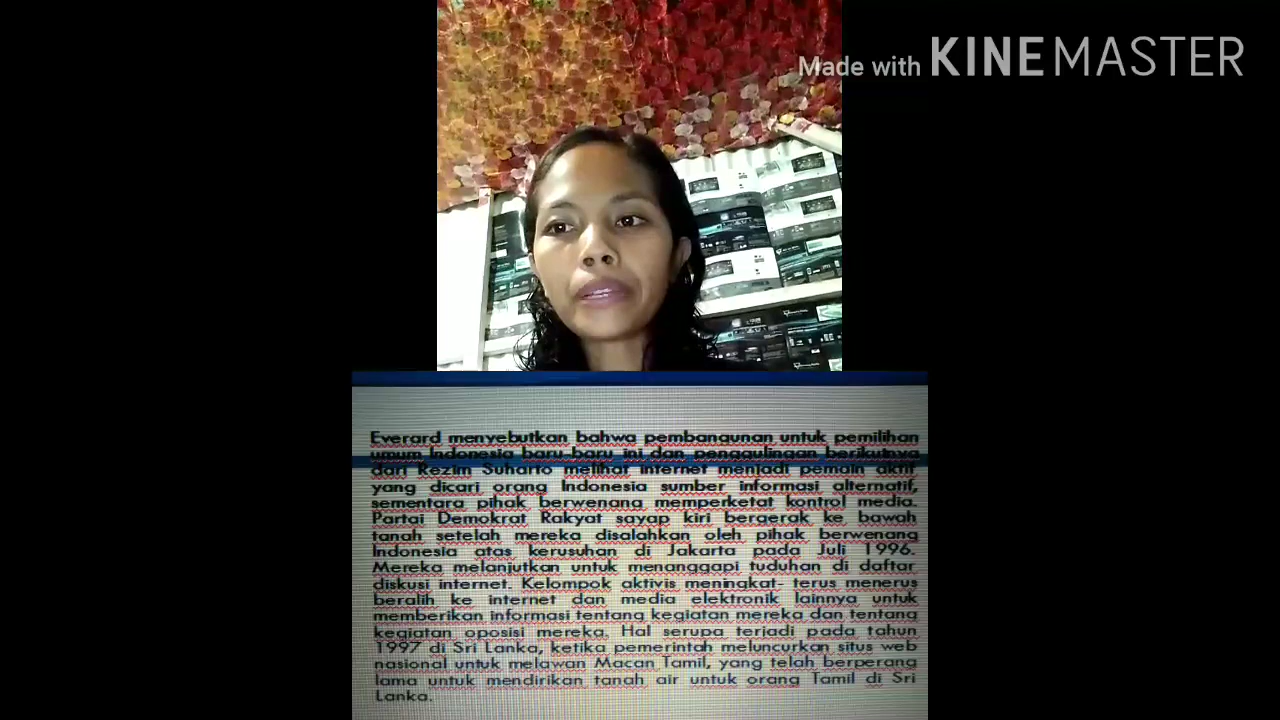 Made with KINEMASTER
Everard menyebutkan bahwa pembangunan untuk pemilihan
umum Indonesia baru-baru ini dan penggulingan berikutnya
dari Rezim Suharto melihat internet menjadi pemain aktif
yang dicari orang Indonesia sumber informasi alternatif,
sementara pihak berwenang memperketat kontrol media.
Partai Demokrat Rakyat sayap kiri bergerak ke bawah
tanah setelah mereka disalahkan oleh pihak berwenang
Indonesia atas kerusuhan di Jakarta pada Juli 1996.
Mereka melanjutkan untuk menanggapi tuduhan di daftar
diskusi internet. Kelompok aktivis meningkat- terus menerus
beralih ke internet dan media elektronik lainnya untuk
memberikan informasi tentang kegiatan mereka dan tentang
kegiatan oposisi mereka. Hal serupa terjadi pada tahun
1997 di Sri Lanka, ketika pemerintah meluncurkan situs web
nasional untuk melawan Macan Tamil, yang telah berperang
lama untuk mendirikan tanah air untuk orang Tamil di Sri
Lanka.